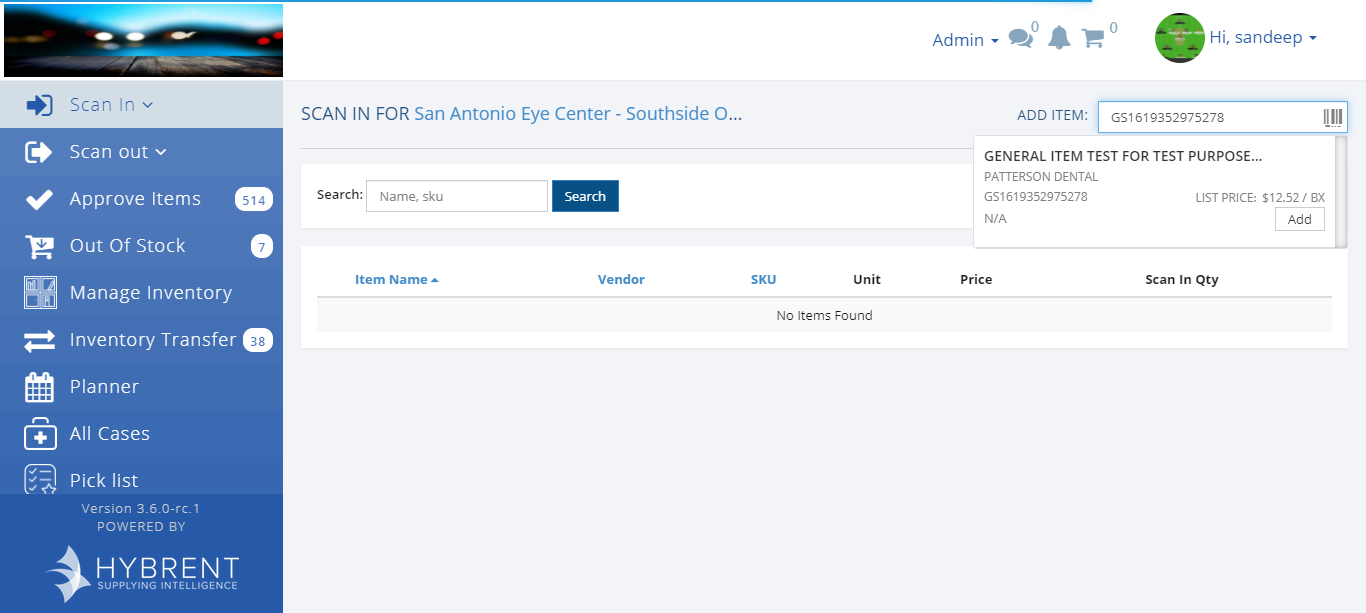 Admin
0
0
Hi, sandeep
Scan In
Scan out
Approve Items 514
Out Of Stock 7
Manage Inventory
Inventory Transfer 38
Planner
All Cases
Pick list
Version 3.6.0-rc.1
POWERED BY
HYBRENT
SUPPLYING INTELLIGENCE
SCAN IN FOR San Antonio Eye Center - Southside O...
ADD ITEM: GS1619352975278
GENERAL ITEM TEST FOR TEST PURPOSE...
PATTERSON DENTAL
GS1619352975278 LIST PRICE: $12.52 / BX
N/A Add
Search: Name, sku Search
Item Name Vendor SKU Unit Price Scan In Qty
No Items Found